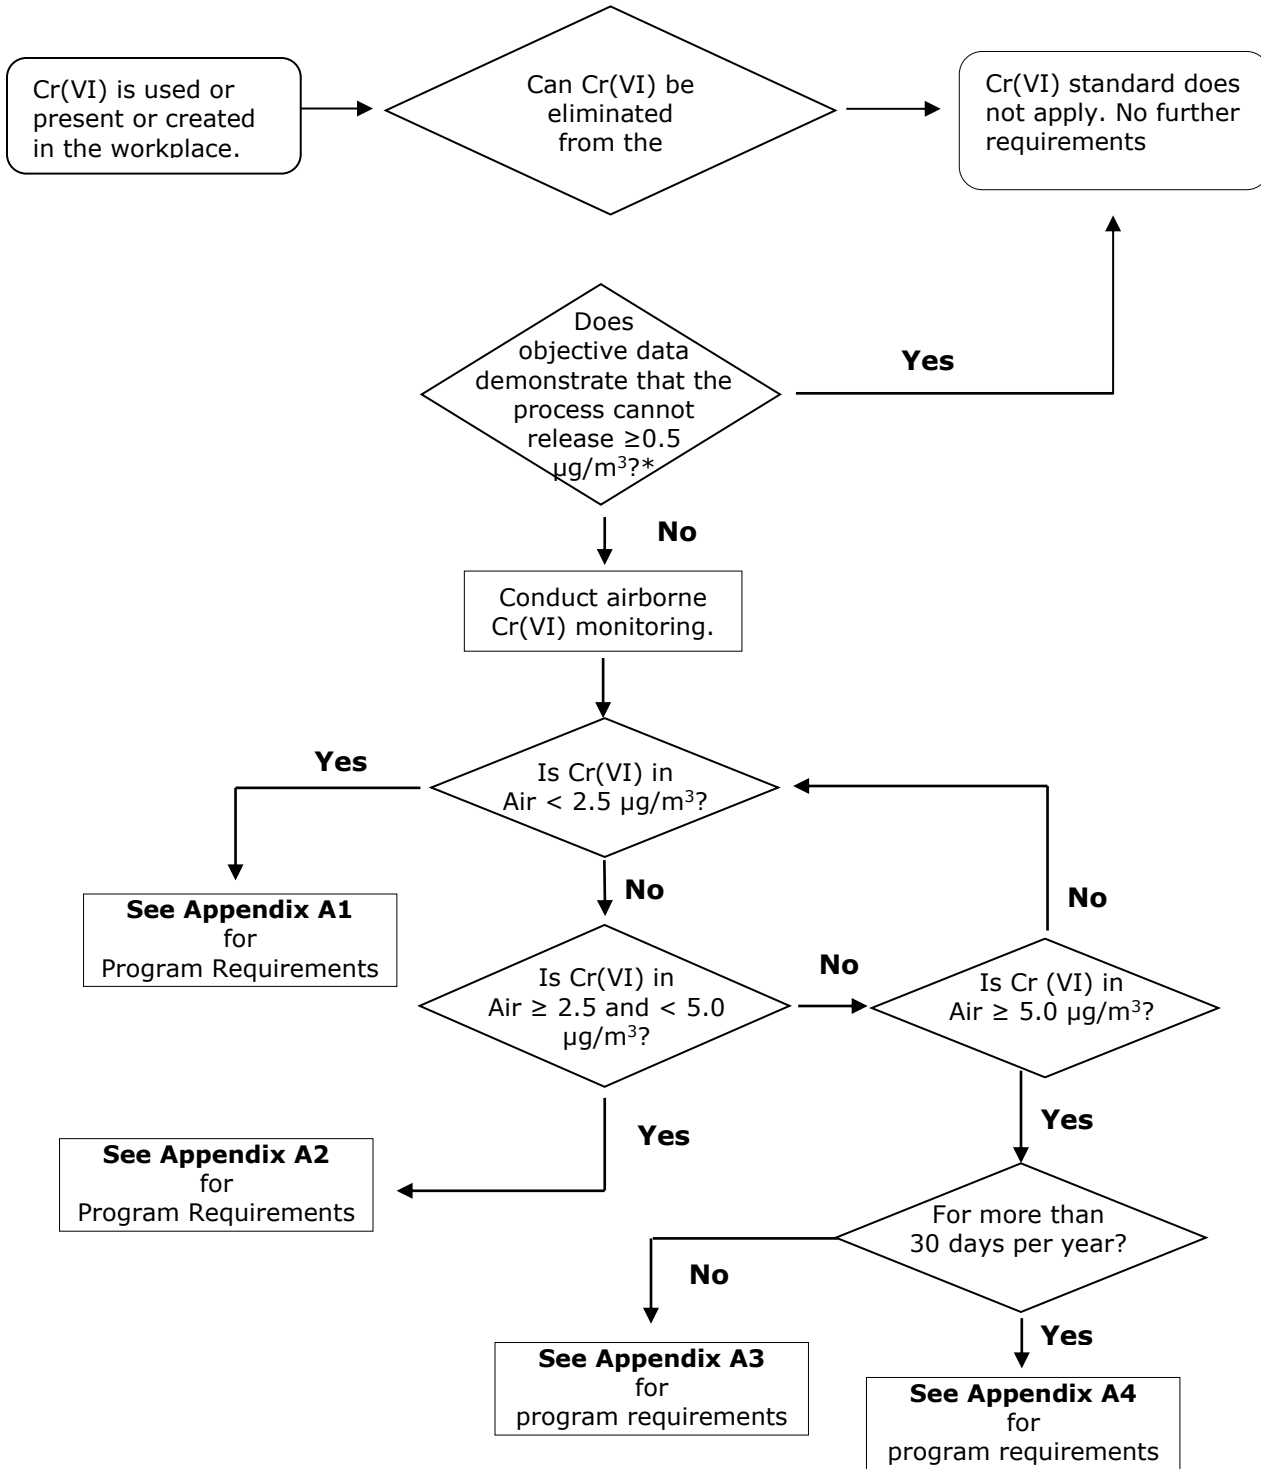 Cr(VI) is used or
present or created
in the workplace.
Can Cr(VI) be
eliminated
from the
Cr(VI) standard does
not apply. No further
requirements
Does
objective data
demonstrate that the
process cannot
release ≥0.5
µg/m³?*
Yes
No
Conduct airborne
Cr(VI) monitoring.
Is Cr(VI) in
Air < 2.5 µg/m³?
Yes
No
See Appendix A1
for
Program Requirements
Is Cr(VI) in
Air ≥ 2.5 and < 5.0
µg/m³?
No
Is Cr (VI) in
Air ≥ 5.0 µg/m³?
No
Yes
See Appendix A2
for
Program Requirements
Yes
For more than
30 days per year?
No
See Appendix A3
for
program requirements
Yes
See Appendix A4
for
program requirements